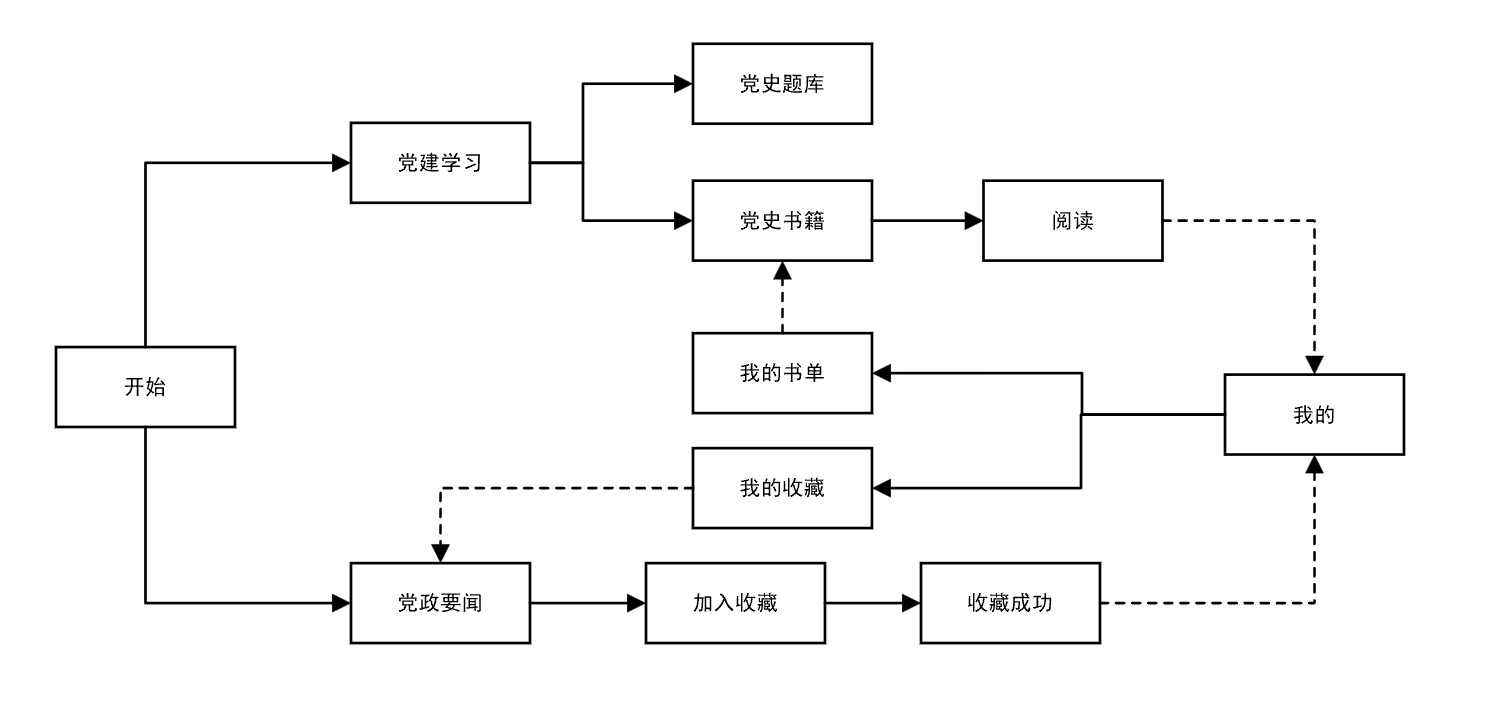 党史题库
党建学习
党史书籍
阅读
我的书单
开始
我的
我的收藏
党政要闻
加入收藏
收藏成功